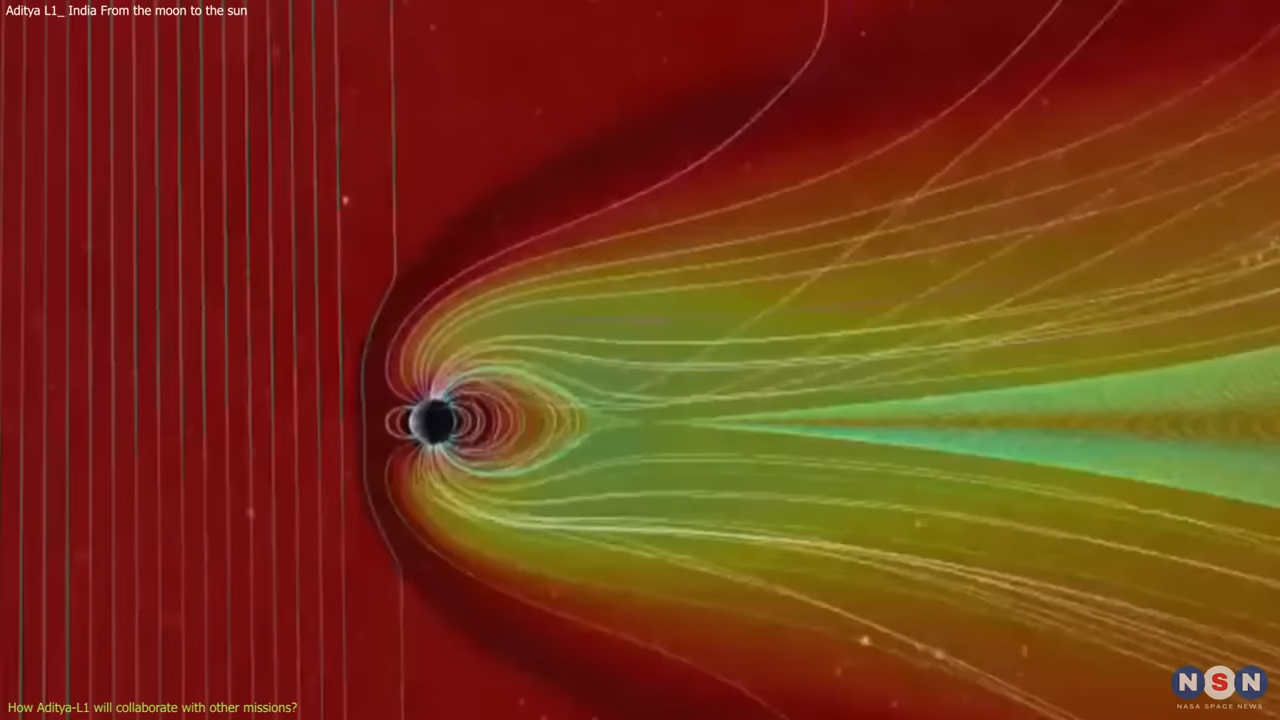 Aditya L1_ India From the moon to the sun
How Aditya-L1 will collaborate with other missions?
NSN
NASA SPACE NEWS